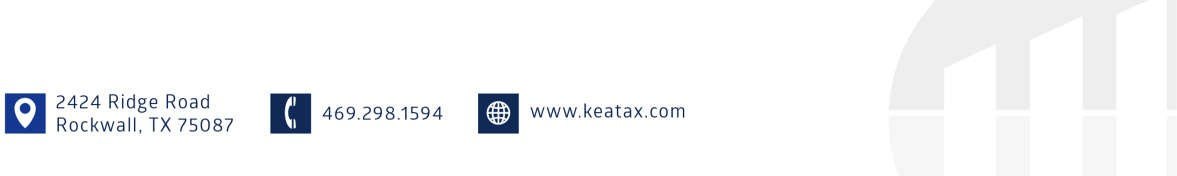 2424 Ridge Road
Rockwall, TX 75087
469.298.1594
www.keatax.com